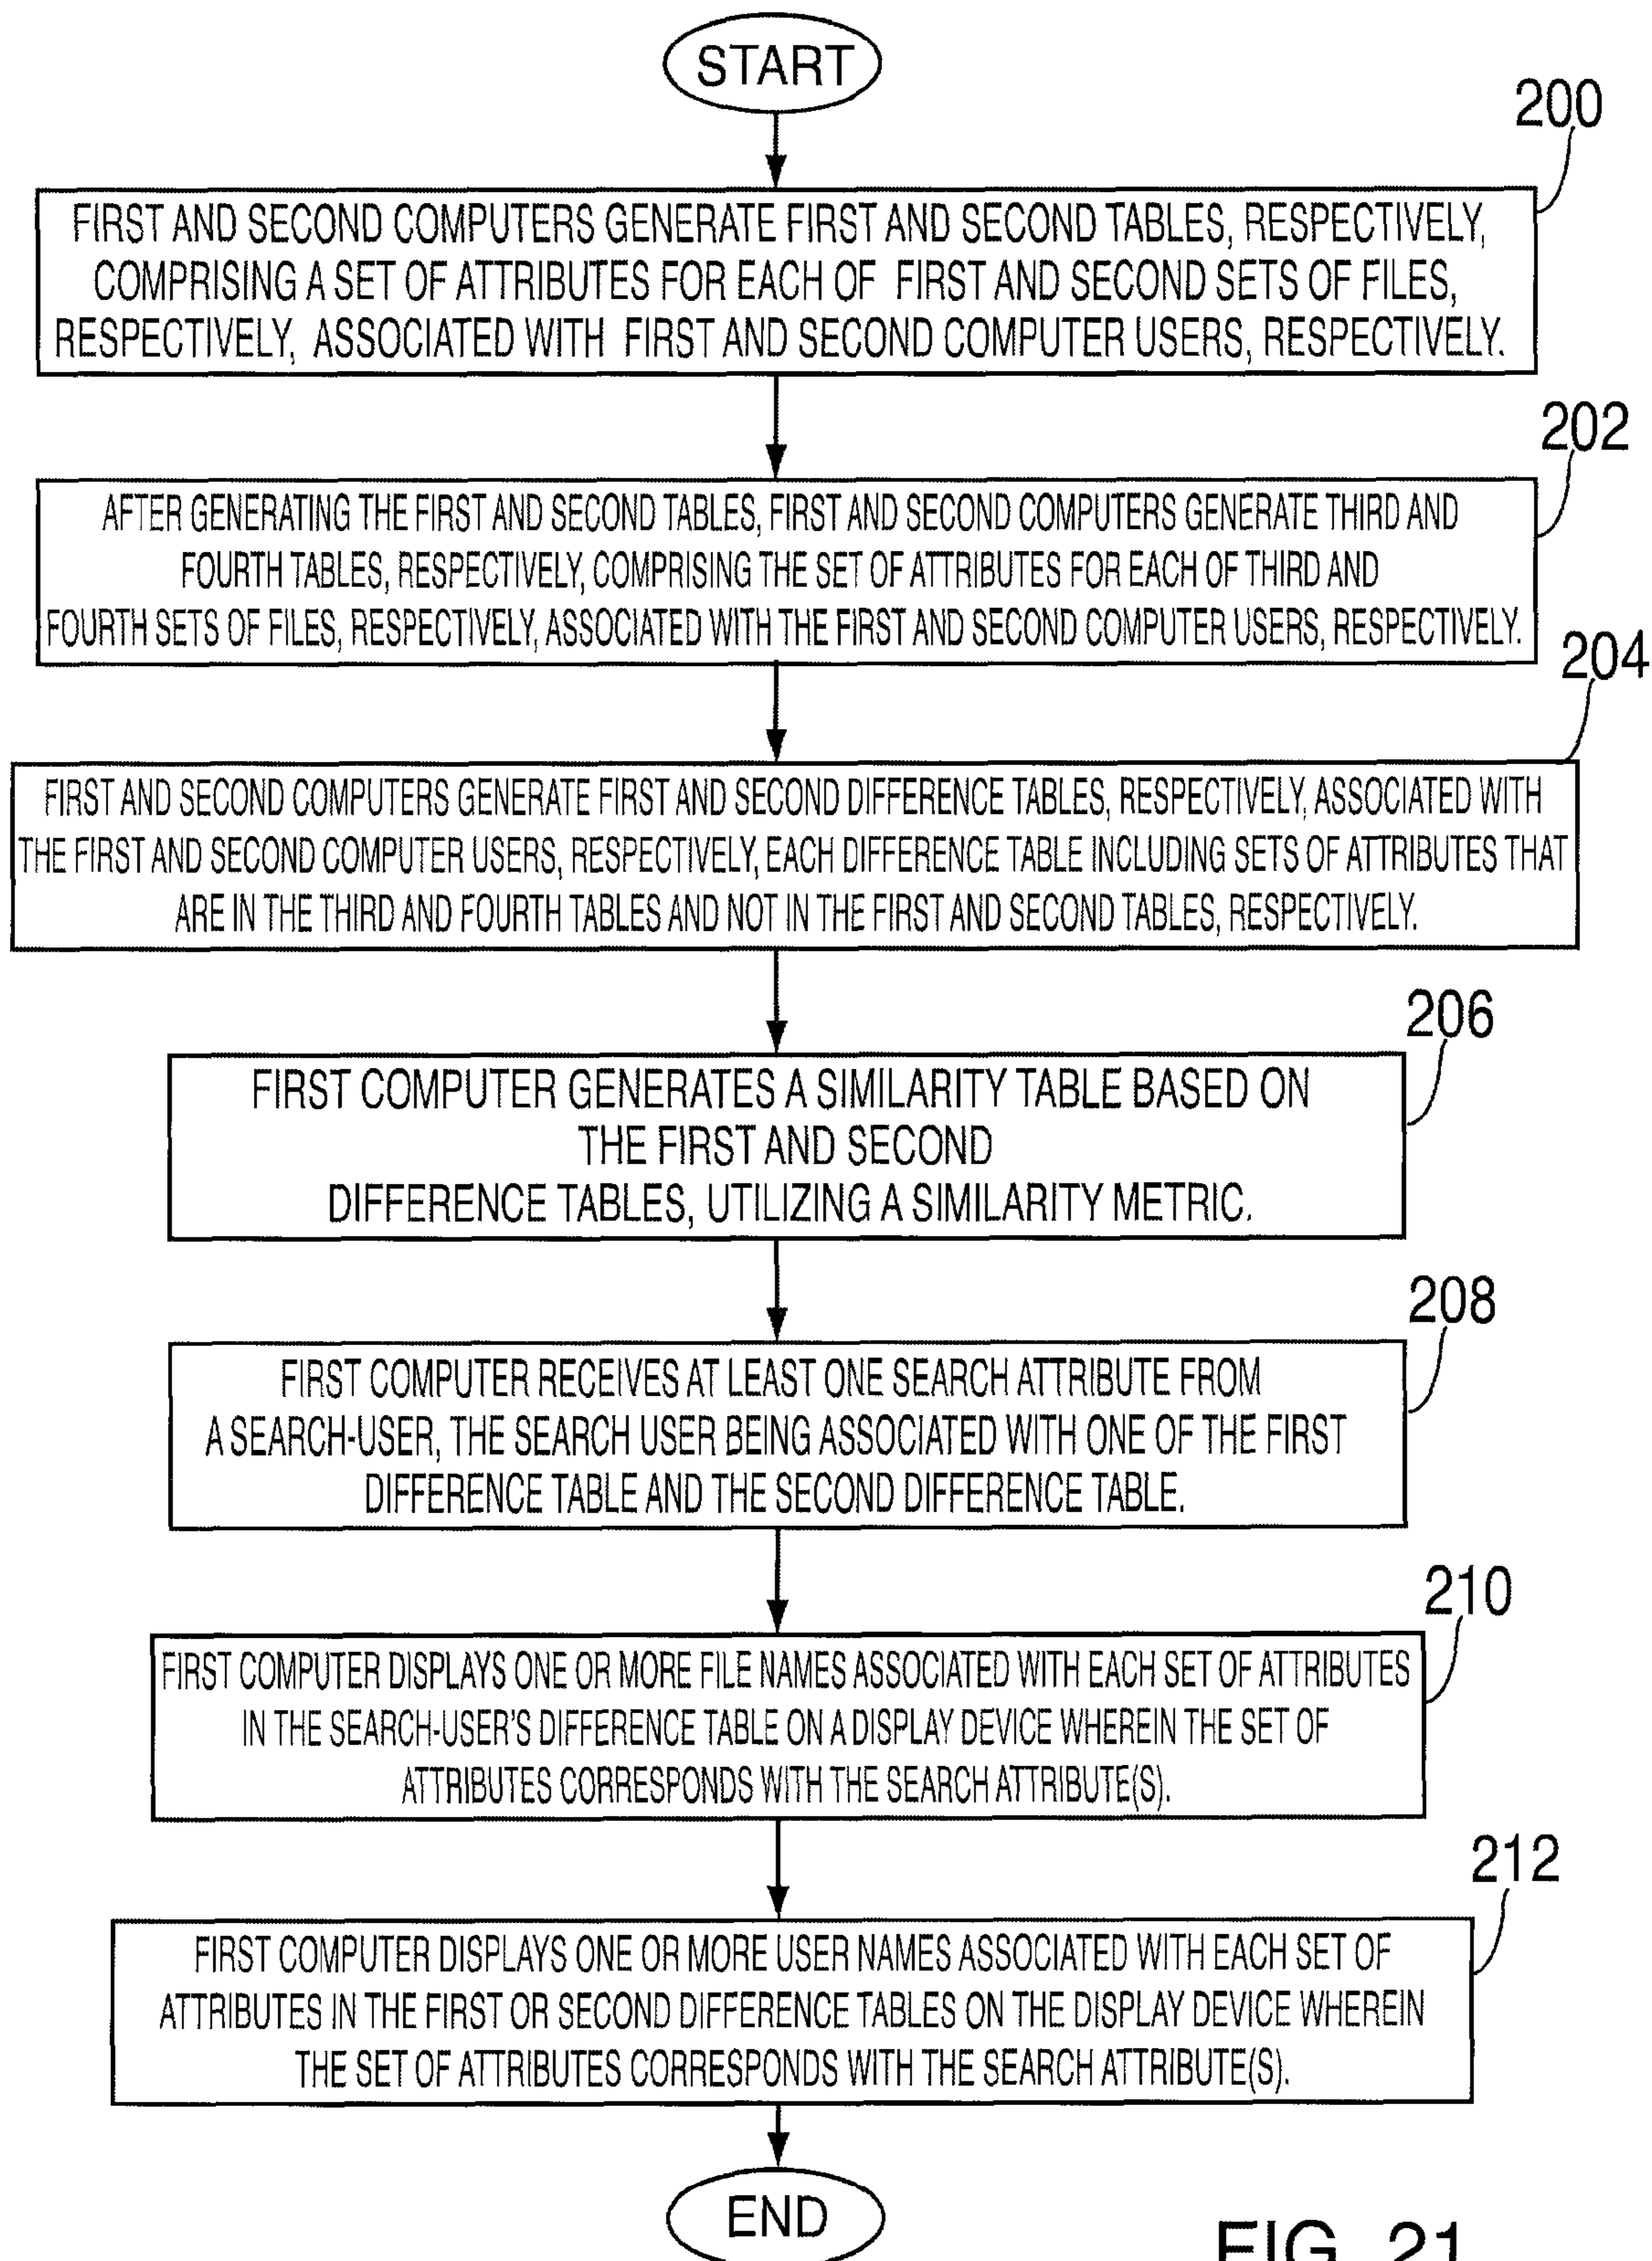 START
200
FIRST AND SECOND COMPUTERS GENERATE FIRST AND SECOND TABLES, RESPECTIVELY,
COMPRISING A SET OF ATTRIBUTES FOR EACH OF FIRST AND SECOND SETS OF FILES,
RESPECTIVELY, ASSOCIATED WITH FIRST AND SECOND COMPUTER USERS, RESPECTIVELY.
202
AFTER GENERATING THE FIRST AND SECOND TABLES, FIRST AND SECOND COMPUTERS GENERATE THIRD AND
FOURTH TABLES, RESPECTIVELY, COMPRISING THE SET OF ATTRIBUTES FOR EACH OF THIRD AND
FOURTH SETS OF FILES, RESPECTIVELY, ASSOCIATED WITH THE FIRST AND SECOND COMPUTER USERS, RESPECTIVELY.
204
FIRST AND SECOND COMPUTERS GENERATE FIRST AND SECOND DIFFERENCE TABLES, RESPECTIVELY, ASSOCIATED WITH
THE FIRST AND SECOND COMPUTER USERS, RESPECTIVELY, EACH DIFFERENCE TABLE INCLUDING SETS OF ATTRIBUTES THAT
ARE IN THE THIRD AND FOURTH TABLES AND NOT IN THE FIRST AND SECOND TABLES, RESPECTIVELY.
206
FIRST COMPUTER GENERATES A SIMILARITY TABLE BASED ON
THE FIRST AND SECOND
DIFFERENCE TABLES, UTILIZING A SIMILARITY METRIC.
208
FIRST COMPUTER RECEIVES AT LEAST ONE SEARCH ATTRIBUTE FROM
A SEARCH-USER, THE SEARCH USER BEING ASSOCIATED WITH ONE OF THE FIRST
DIFFERENCE TABLE AND THE SECOND DIFFERENCE TABLE.
210
FIRST COMPUTER DISPLAYS ONE OR MORE FILE NAMES ASSOCIATED WITH EACH SET OF ATTRIBUTES
IN THE SEARCH-USER'S DIFFERENCE TABLE ON A DISPLAY DEVICE WHEREIN THE SET OF
ATTRIBUTES CORRESPONDS WITH THE SEARCH ATTRIBUTE(S).
212
FIRST COMPUTER DISPLAYS ONE OR MORE USER NAMES ASSOCIATED WITH EACH SET OF
ATTRIBUTES IN THE FIRST OR SECOND DIFFERENCE TABLES ON THE DISPLAY DEVICE WHEREIN
THE SET OF ATTRIBUTES CORRESPONDS WITH THE SEARCH ATTRIBUTE(S).
END
FIG. 21